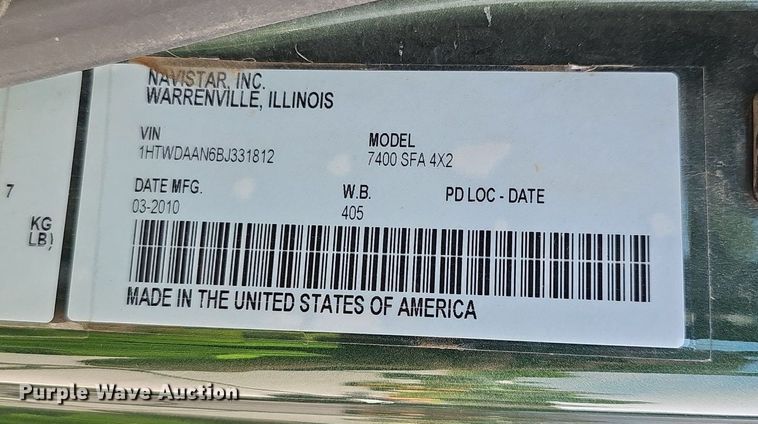 NAVISTAR, INC.
WARRENVILLE, ILLINOIS
VIN MODEL
1HTWDAAN6BJ331812 7400 SFA 4X2
DATE MFG. W.B. PD LOC - DATE
03-2010 405
7
KG
LB)
MADE IN THE UNITED STATES OF AMERICA
Purple Wave Auction